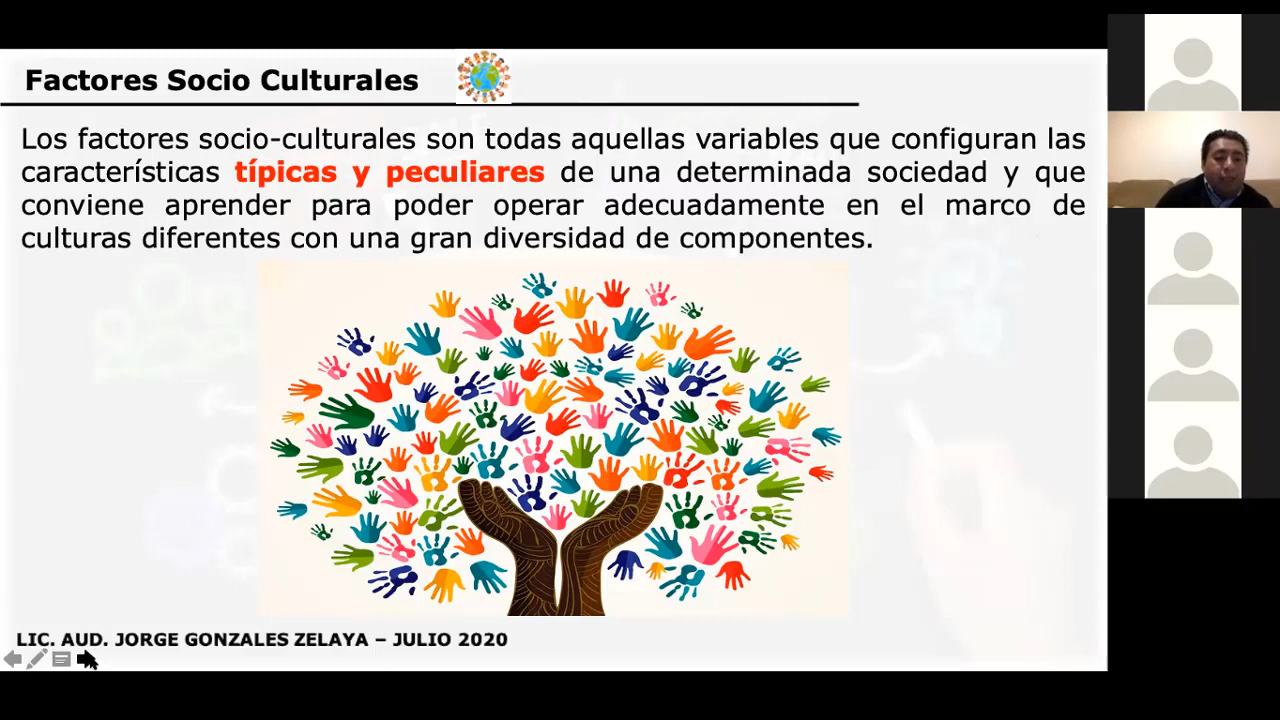 Factores Socio Culturales
Los factores socio-culturales son todas aquellas variables que configuran las
características típicas y peculiares de una determinada sociedad y que
conviene aprender para poder operar adecuadamente en el marco de
culturas diferentes con una gran diversidad de componentes.
LIC. AUD. JORGE GONZALES ZELAYA – JULIO 2020